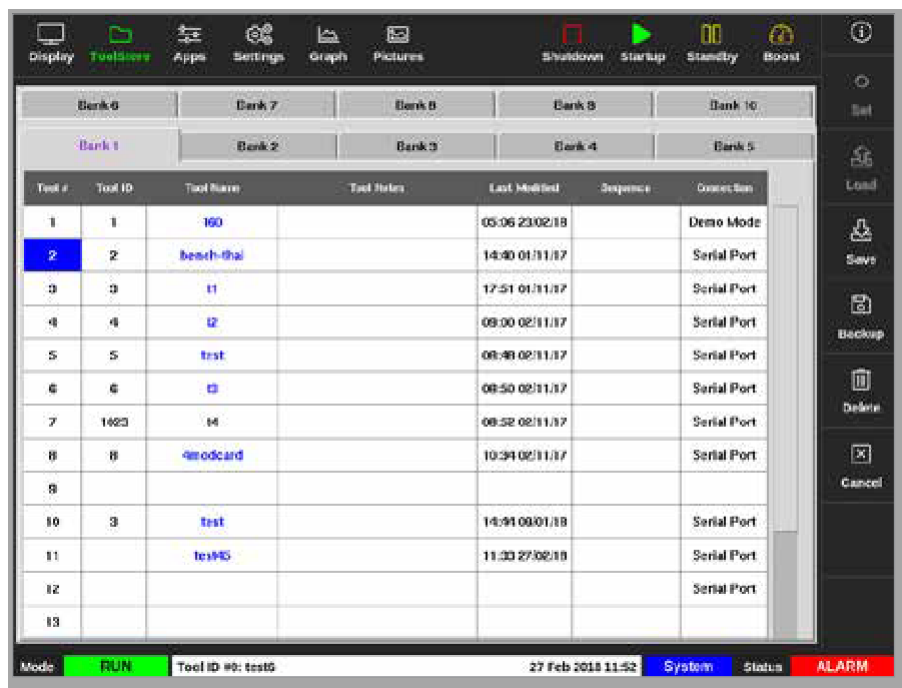 Display ToolStore Apps Settings Graph Pictures Shutdown Startup Standby Boost
Bank 6 Bank 7 Bank 8 Bank 9 Bank 10 Set
Bank 1 Bank 2 Bank 3 Bank 4 Bank 5
Tool # Tool ID Tool Name Tool Notes Last Modified Sequence Connection Load
1 1 160 05:06 23/02/18 Demo Mode
2 2 bench-thai 14:40 01/11/17 Serial Port Save
3 3 t1 17:51 01/11/17 Serial Port
4 4 t2 09:00 02/11/17 Serial Port Backup
5 5 test 08:48 02/11/17 Serial Port
6 6 t3 08:50 02/11/17 Serial Port
7 1623 t4 08:52 02/11/17 Serial Port Delete
8 8 4modcard 10:34 02/11/17 Serial Port
9 Cancel
10 3 test 14:44 Serial Port
11 test45 11:33 27/02/18 Serial Port
12 Serial Port
13
Mode RUN Tool ID #0: test6 27 Feb 2018 11:52 System Status ALARM